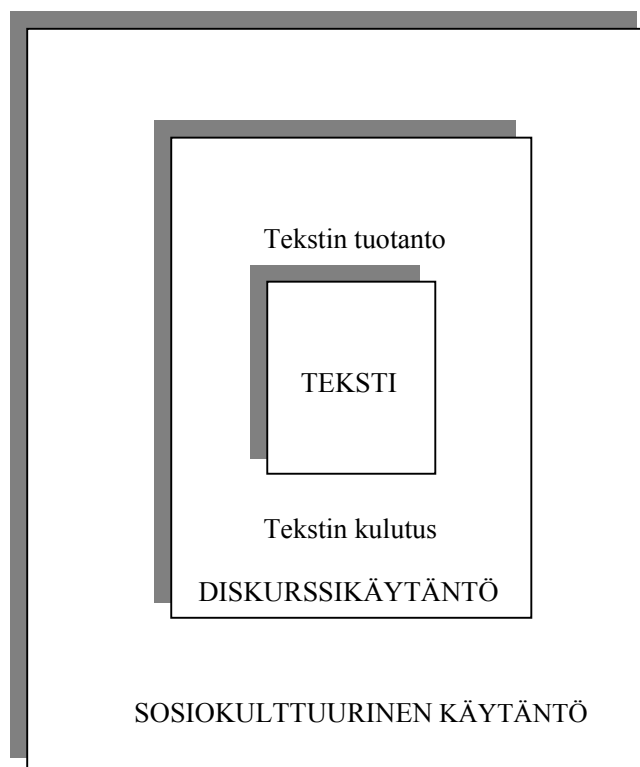 Tekstin tuotanto
TEKSTI
Tekstin kulutus
DISKURSSIKÄYTÄNTÖ
SOSIOKULTTUURINEN KÄYTÄNTÖ